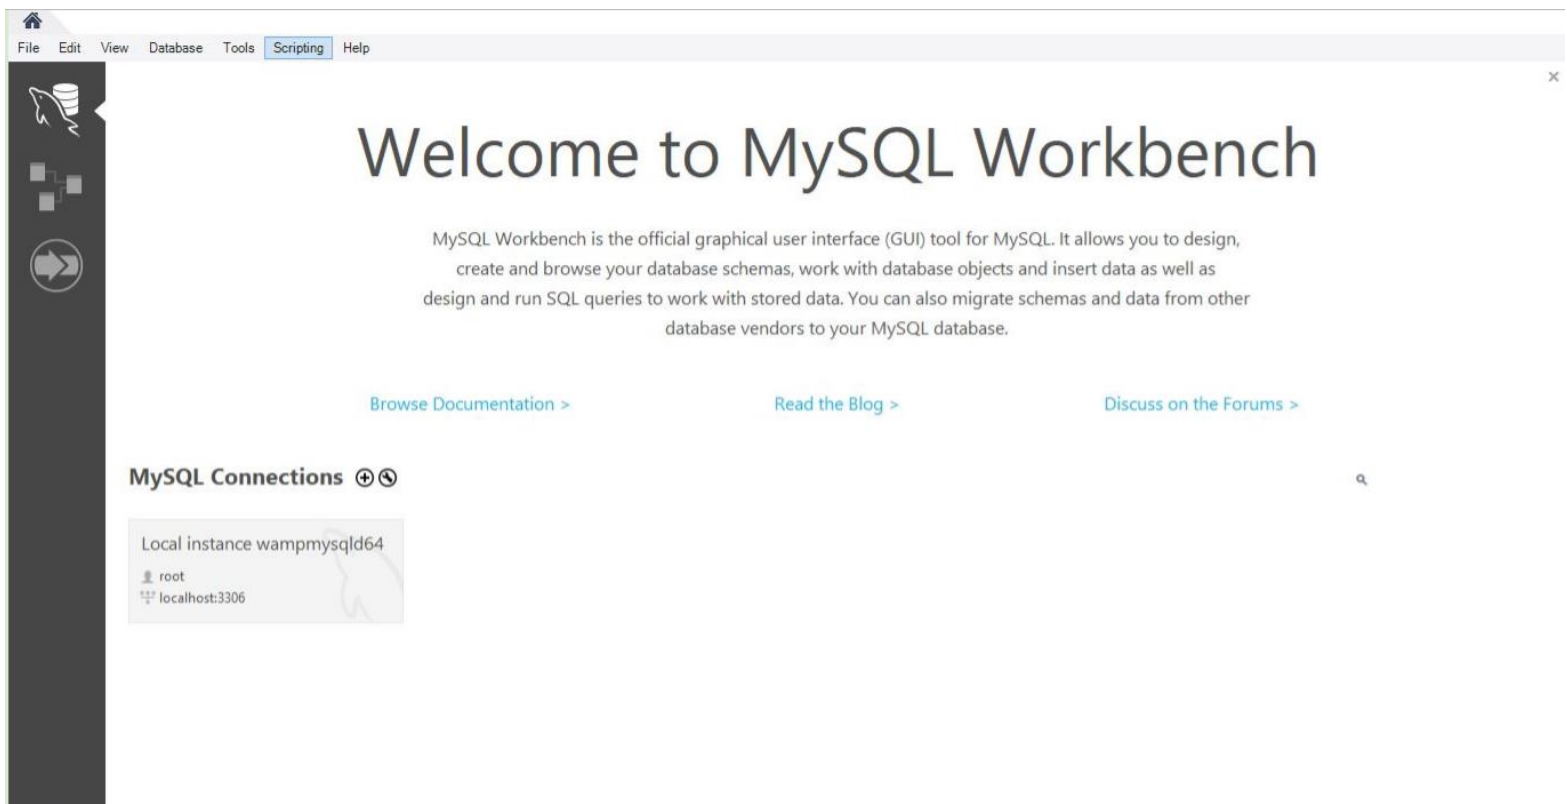 File Edit View Database Tools Scripting Help
Welcome to MySQL Workbench
MySQL Workbench is the official graphical user interface (GUI) tool for MySQL. It allows you to design,
create and browse your database schemas, work with database objects and insert data as well as
design and run SQL queries to work with stored data. You can also migrate schemas and data from other
database vendors to your MySQL database.
Browse Documentation > Read the Blog > Discuss on the Forums >
MySQL Connections
Local instance wampmysqld64
root
localhost:3306